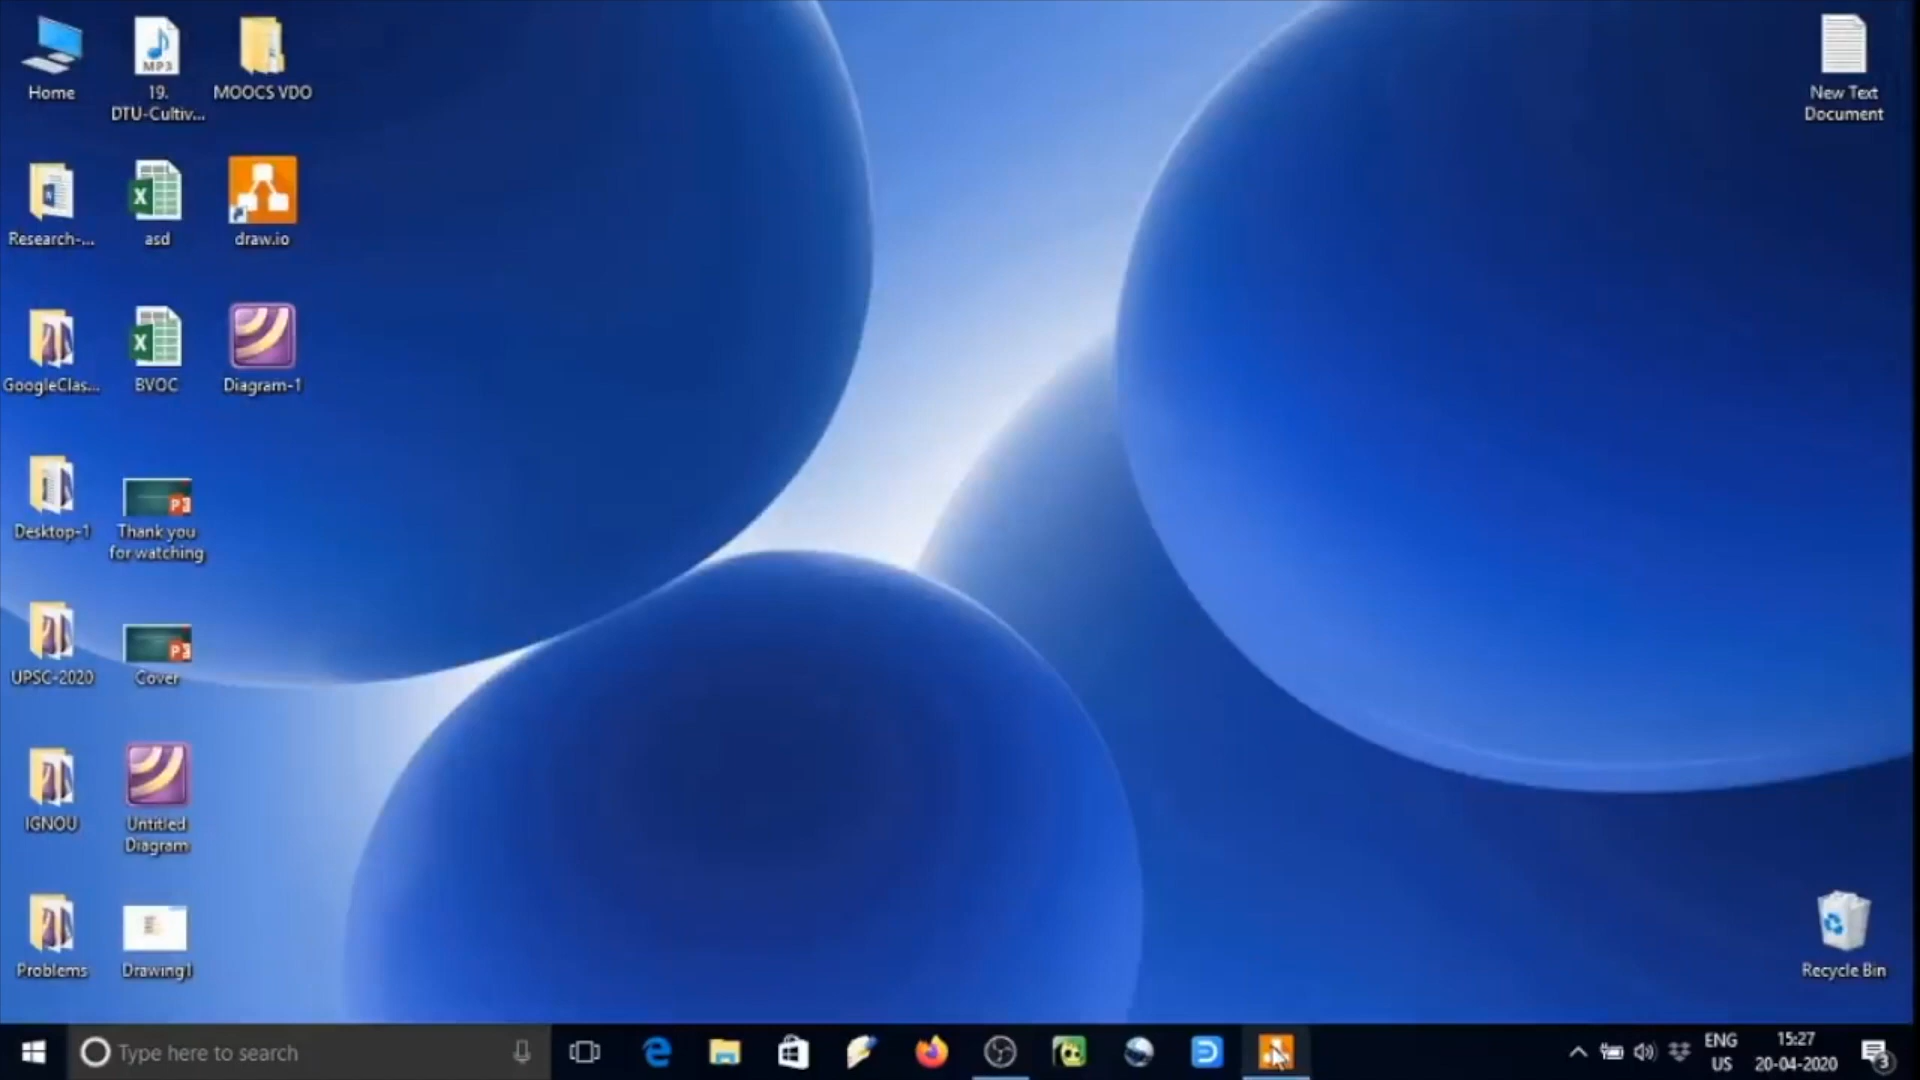 Home
19.
DTU-Cultiv...
MOOCS VDO
New Text
Document
MP3
Research-...
asd
draw.io
GoogleClas...
BVOC
Diagram-1
Desktop-1
Thank you
for watching
UPSC-2020
Cover
IGNOU
Untitled
Diagram
Problems
Drawing1
Recycle Bin
Type here to search
ENG
US
15:27
20-04-2020
3